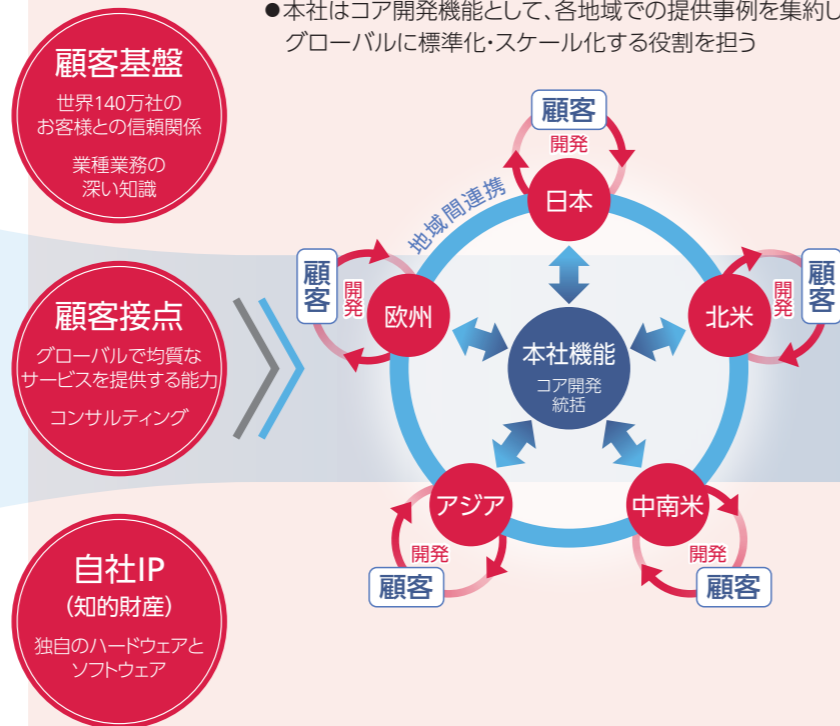 ●本社はコア開発機能として、各地域での提供事例を集約し
グローバルに標準化・スケール化する役割を担う
顧客基盤
世界140万社の
お客様との信頼関係
業種業務の
深い知識
顧客接点
グローバルで均質な
サービスを提供する能力
コンサルティング
自社IP
(知的財産)
独自のハードウェアと
ソフトウェア
顧客
開発
日本
地域間連携
顧客
開発
欧州
北米
開発
顧客
本社機能
コア開発
統括
アジア
開発
顧客
中南米
開発
顧客